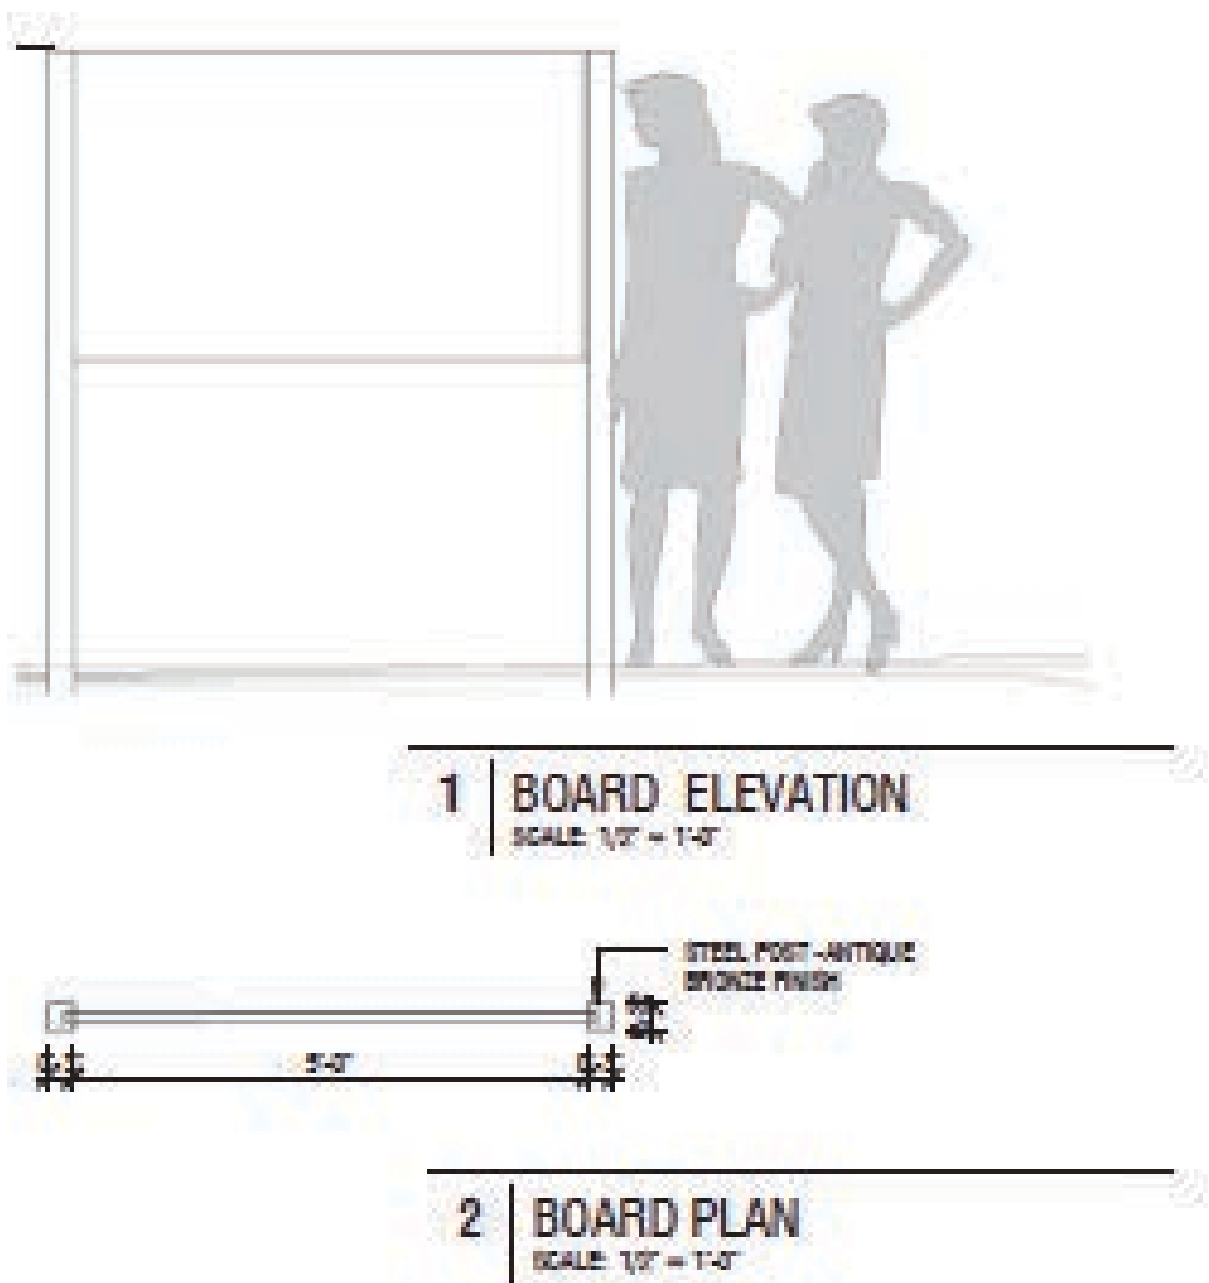 1 BOARD ELEVATION
SCALE: 1/2" = 1'-0"
STEEL POST - ANTIQUE
BRONZE FINISH
5'-0"
2 BOARD PLAN
SCALE: 1/2" = 1'-0"